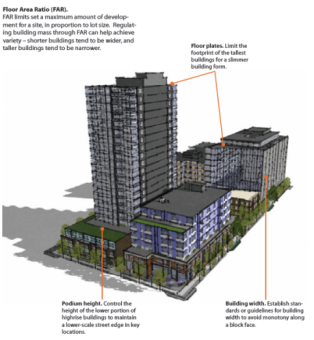 Floor Area Ratio (FAR).
FAR limits set a maximum amount of develop-
ment for a site, in proportion to lot size. Regulat-
ing building mass through FAR can help achieve
variety – shorter buildings tend to be wider, and
taller buildings tend to be narrower.
Floor plates. Limit the
footprint of the tallest
buildings for a slimmer
building form.
Podium height. Control the
height of the lower portion of
highrise buildings to maintain
a lower-scale street edge in key
locations.
Building width. Establish stan-
dards or guidelines for building
width to avoid monotony along
a block face.